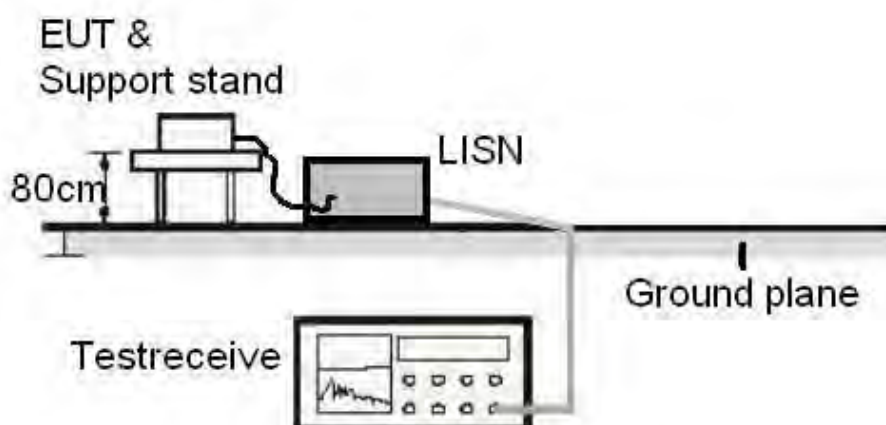 EUT &
Support stand
LISN
80cm
Ground plane
Testreceive